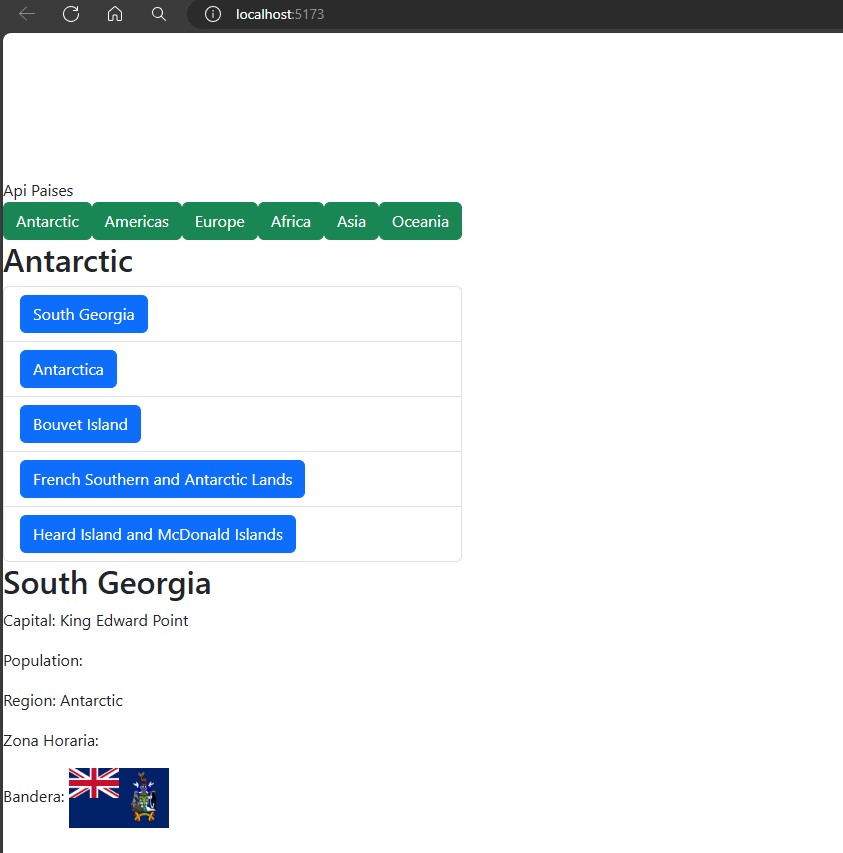 localhost:5173
Api Paises
Antarctic Americas Europe Africa Asia Oceania
Antarctic
South Georgia
Antarctica
Bouvet Island
French Southern and Antarctic Lands
Heard Island and McDonald Islands
South Georgia
Capital: King Edward Point
Population:
Region: Antarctic
Zona Horaria:
Bandera: